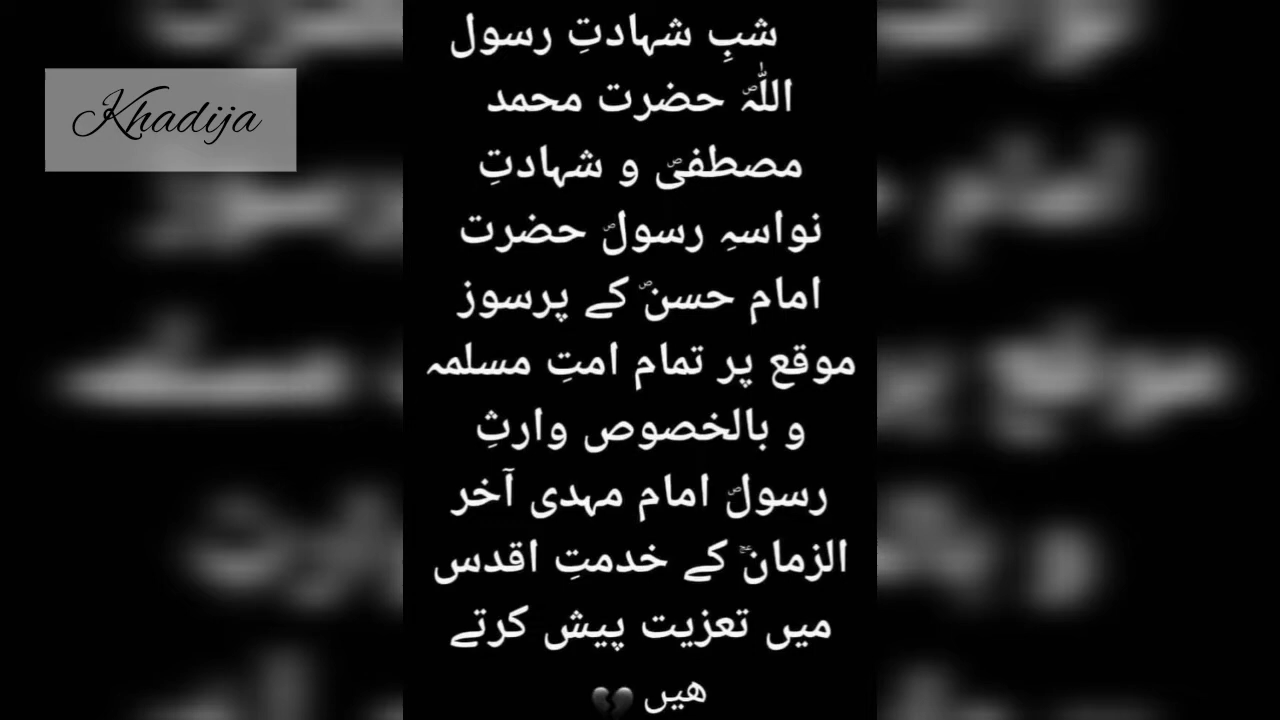 Khadija
شبِ شہادتِ رسول
اللہؐ حضرت محمد
مصطفیؐ و شہادتِ
نواسہِ رسولؐ حضرت
امام حسنؑ کے پرسوز
موقع پر تمام امتِ مسلمہ
و بالخصوص وارثِ
رسولؐ امام مہدی آخر
الزمانؑ کے خدمتِ اقدس
میں تعزیت پیش کرتے
ھیں 💔